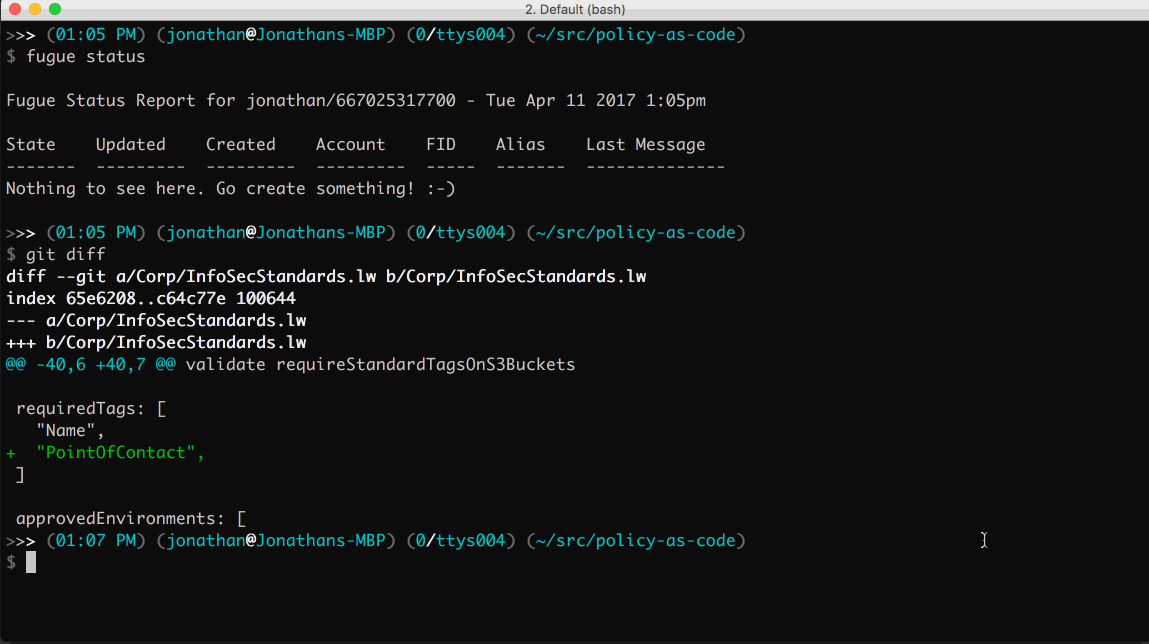 2. Default (bash)
>>> (01:05 PM) (jonathan@Jonathans-MBP) (0/ttys004) (~/src/policy-as-code)
$ fugue status
Fugue Status Report for jonathan/667025317700 - Tue Apr 11 2017 1:05pm
State   Updated    Created    Account    FID    Alias    Last Message
-------  ---------  ---------  ---------  -----  -------  --------------
Nothing to see here. Go create something! :-)
>>> (01:05 PM) (jonathan@Jonathans-MBP) (0/ttys004) (~/src/policy-as-code)
$ git diff
diff --git a/Corp/InfoSecStandards.lw b/Corp/InfoSecStandards.lw
index 65e6208..c64c77e 100644
--- a/Corp/InfoSecStandards.lw
+++ b/Corp/InfoSecStandards.lw
@@ -40,6 +40,7 @@ validate requireStandardTagsOnS3Buckets
 requiredTags: [
   "Name",
+  "PointOfContact",
 ]
 approvedEnvironments: [
>>> (01:07 PM) (jonathan@Jonathans-MBP) (0/ttys004) (~/src/policy-as-code)
$